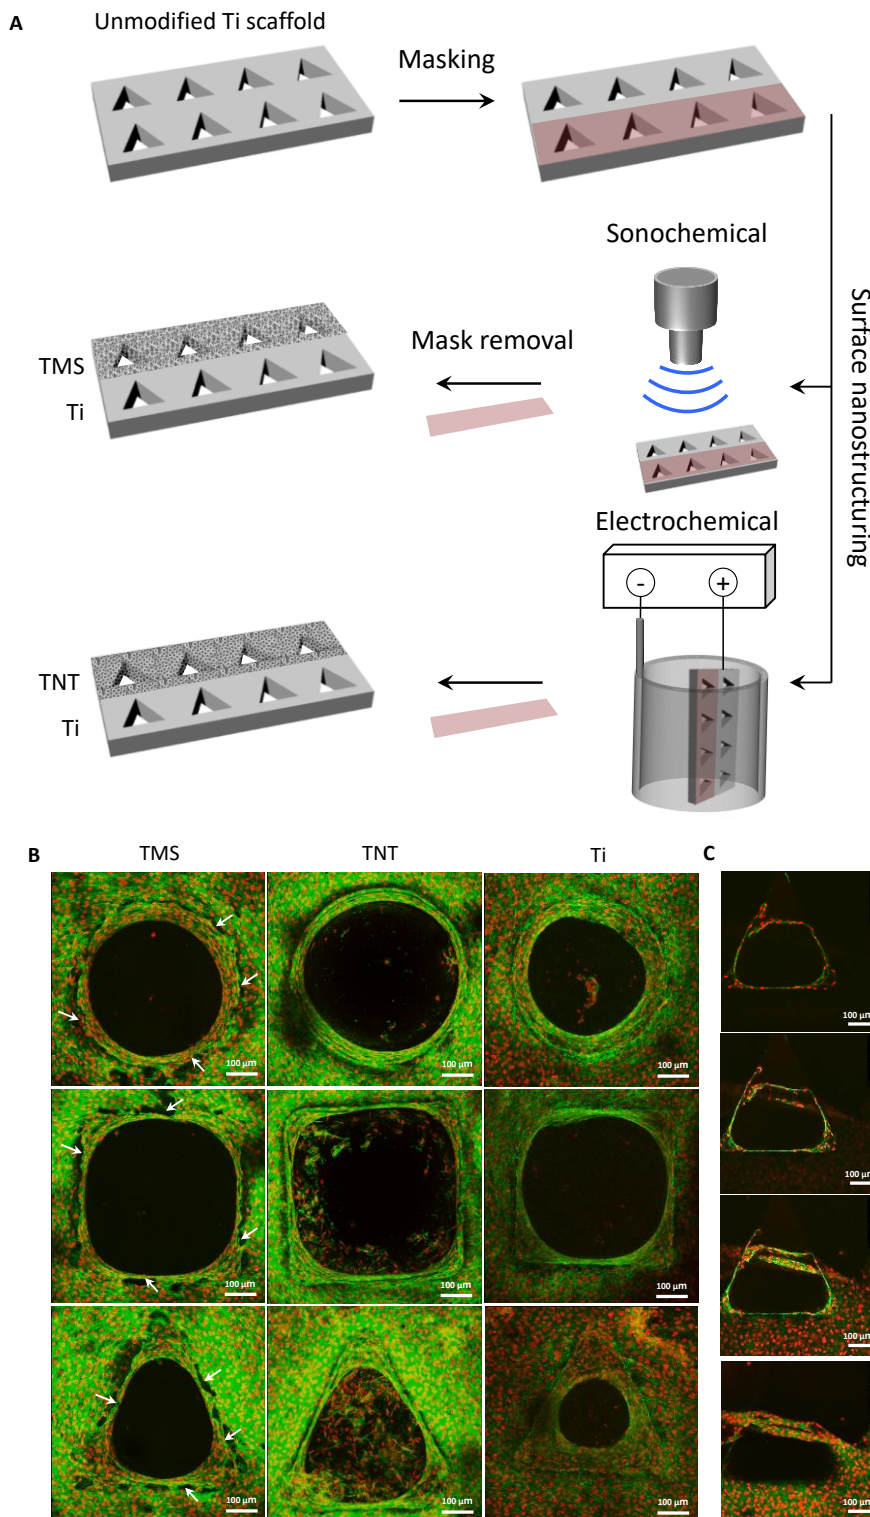 A
Unmodified Ti scaffold
Masking
Sonochemical
Surface nanostructuring
Mask removal
TMS
Ti
Electrochemical
-
+
TNT
Ti
B
TMS
TNT
Ti
C
100 μm
100 μm
100 μm
100 μm
100 μm
100 μm
100 μm
100 μm
100 μm
100 μm
100 μm
100 μm
100 μm